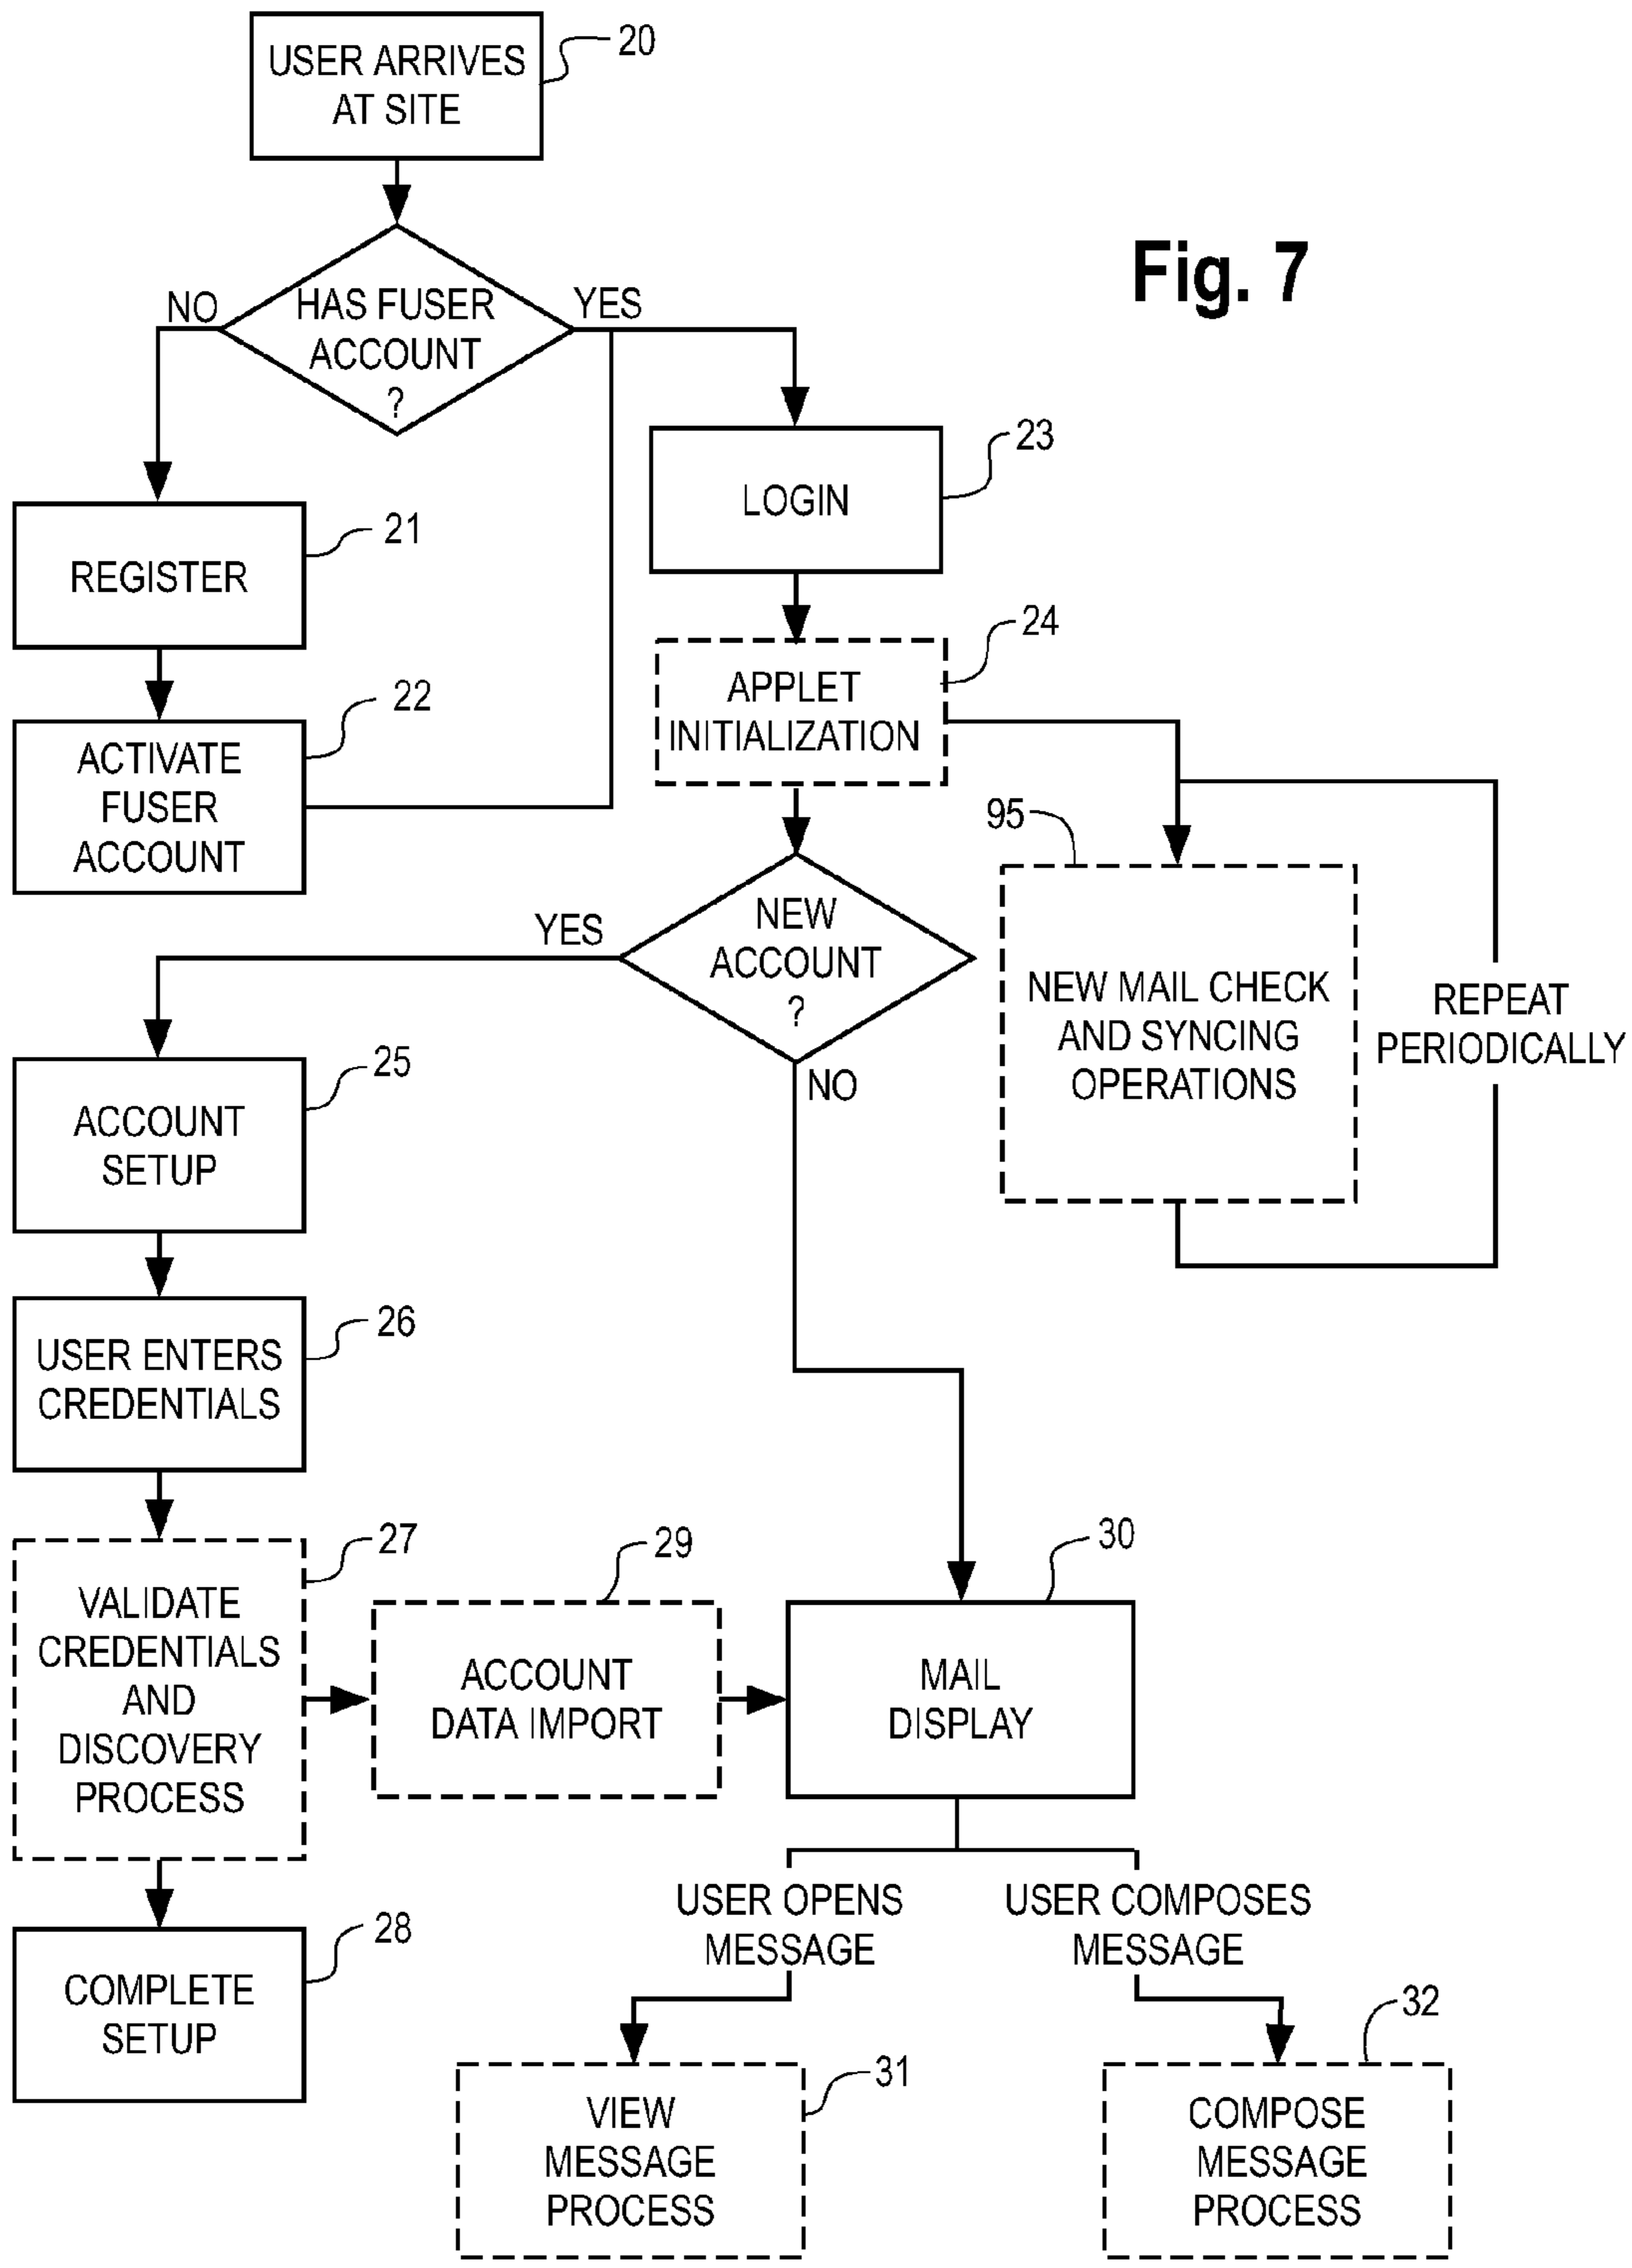 USER ARRIVES
AT SITE
20
Fig. 7
NO
HAS FUSER
ACCOUNT
?
YES
LOGIN
23
REGISTER
21
APPLET
INITIALIZATION
24
ACTIVATE
FUSER
ACCOUNT
22
95
NEW MAIL CHECK
AND SYNCING
OPERATIONS
REPEAT
PERIODICALLY
YES
NEW
ACCOUNT
?
NO
ACCOUNT
SETUP
25
USER ENTERS
CREDENTIALS
26
VALIDATE
CREDENTIALS
AND
DISCOVERY
PROCESS
27
ACCOUNT
DATA IMPORT
29
MAIL
DISPLAY
30
COMPLETE
SETUP
28
USER OPENS
MESSAGE
USER COMPOSES
MESSAGE
VIEW
MESSAGE
PROCESS
31
COMPOSE
MESSAGE
PROCESS
32